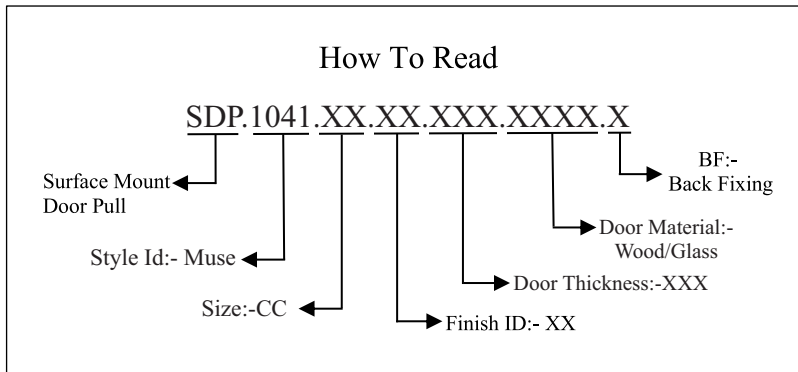 How To Read
SDP.1041.XX.XX.XXX.XXXX.X
BF:-
Back Fixing
Surface Mount
Door Pull
Door Material:-
Wood/Glass
Style Id:- Muse
Door Thickness:-XXX
Size:-CC
Finish ID:- XX